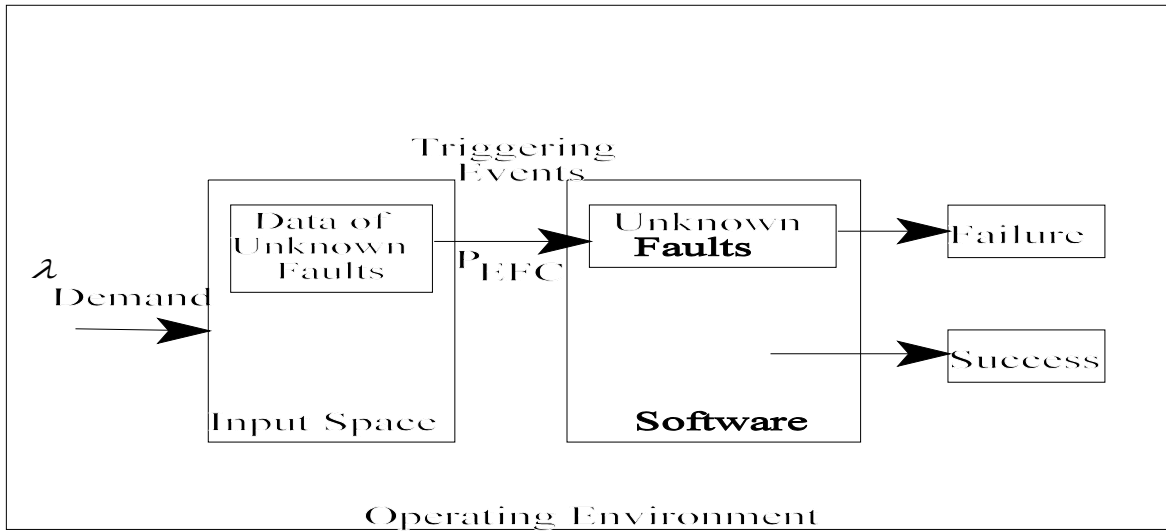 Triggering
Events
Data of
Unknown
Faults
Unknown
Faults
Failure
P EFC
λ
Demand
Success
Input Space
Software
Operating Environment